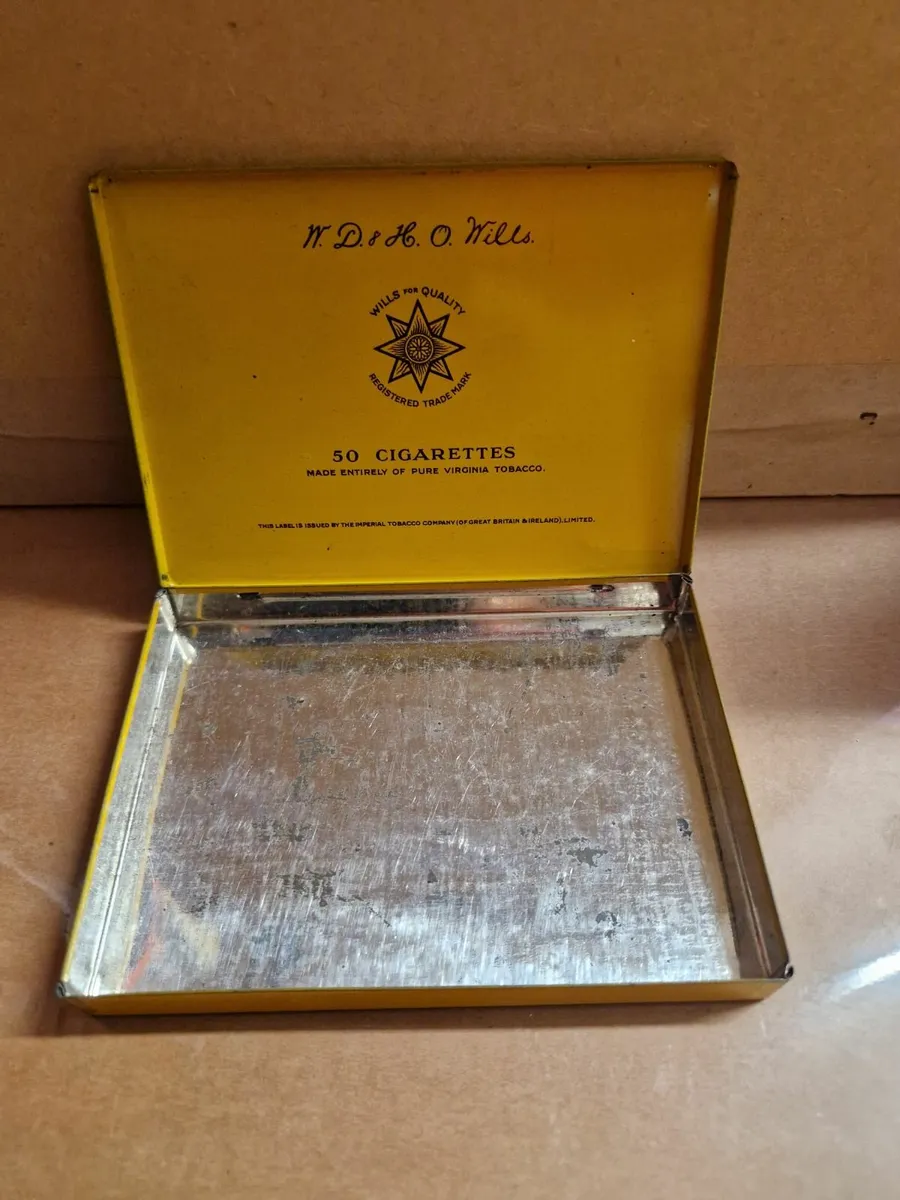 W. D. & H. O. Wills.
WILLS FOR QUALITY
REGISTERED TRADE MARK
50 CIGARETTES
MADE ENTIRELY OF PURE VIRGINIA TOBACCO.
THIS LABEL IS ISSUED BY THE IMPERIAL TOBACCO COMPANY (OF GREAT BRITAIN & IRELAND), LIMITED.